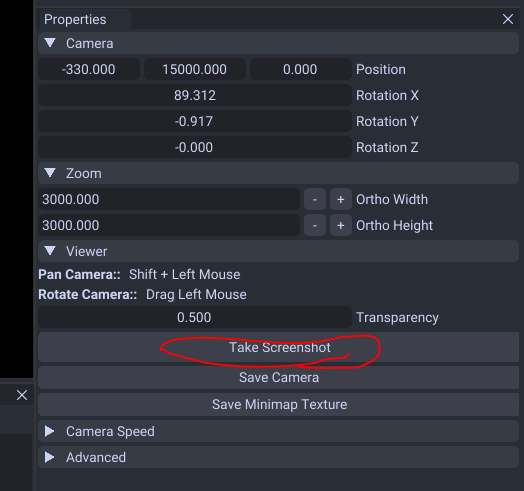 Properties
Camera
-330.000 15000.000 0.000 Position
89.312 Rotation X
-0.917 Rotation Y
-0.000 Rotation Z
Zoom
3000.000 - + Ortho Width
3000.000 - + Ortho Height
Viewer
Pan Camera:: Shift + Left Mouse
Rotate Camera:: Drag Left Mouse
0.500 Transparency
Take Screenshot
Save Camera
Save Minimap Texture
Camera Speed
Advanced